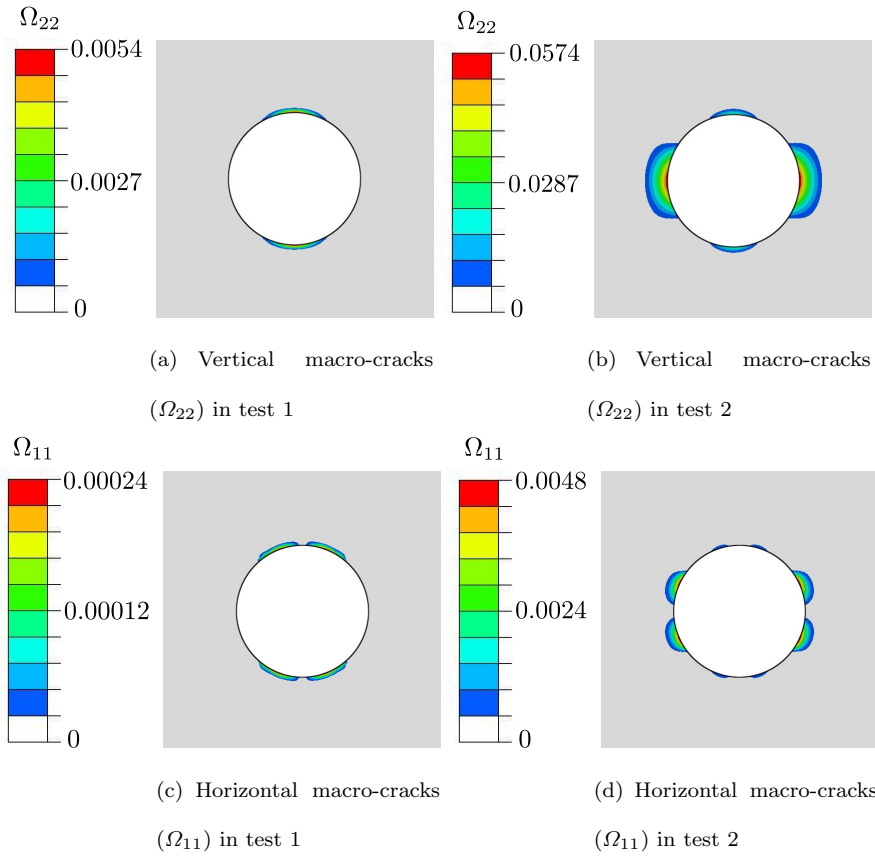 Ω22
0.0054
0.0027
0
Ω22
0.0574
0.0287
0
(a) Vertical macro-cracks
(Ω22) in test 1
(b) Vertical macro-cracks
(Ω22) in test 2
Ω11
0.00024
0.00012
0
Ω11
0.0048
0.0024
0
(c) Horizontal macro-cracks
(Ω11) in test 1
(d) Horizontal macro-cracks
(Ω11) in test 2